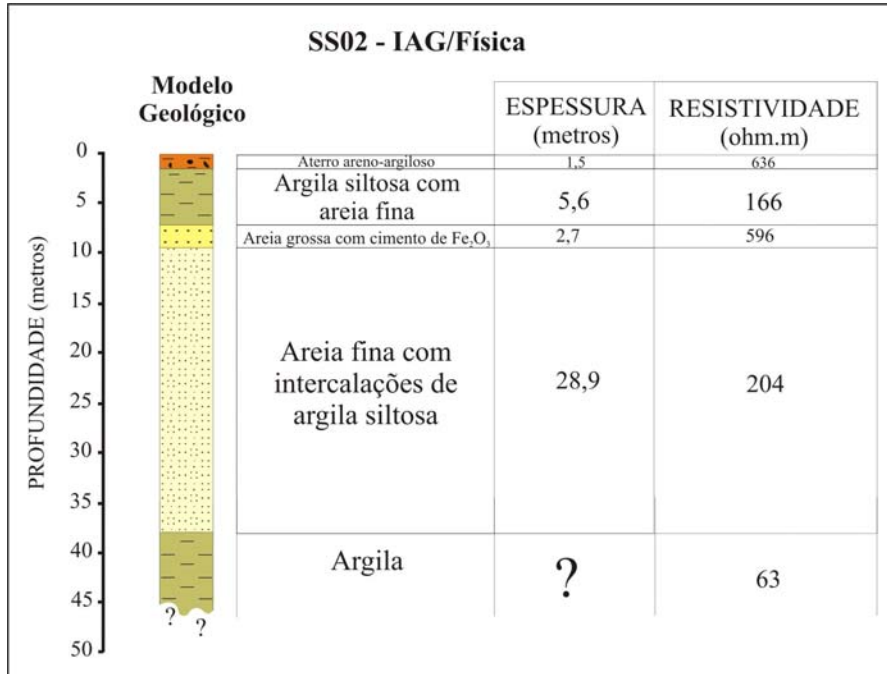 SS02 - IAG/Física
Modelo
Geológico
ESPESSURA
(metros)
RESISTIVIDADE
(ohm.m)
PROFUNDIDADE (metros)
0
5
10
15
20
25
30
35
40
45
50
Aterro areno-argiloso
1,5
636
Argila siltosa com
areia fina
5,6
166
Areia grossa com cimento de Fe₂O₃
2,7
596
Areia fina com
intercalações de
argila siltosa
28,9
204
Argila
?
63
?
?